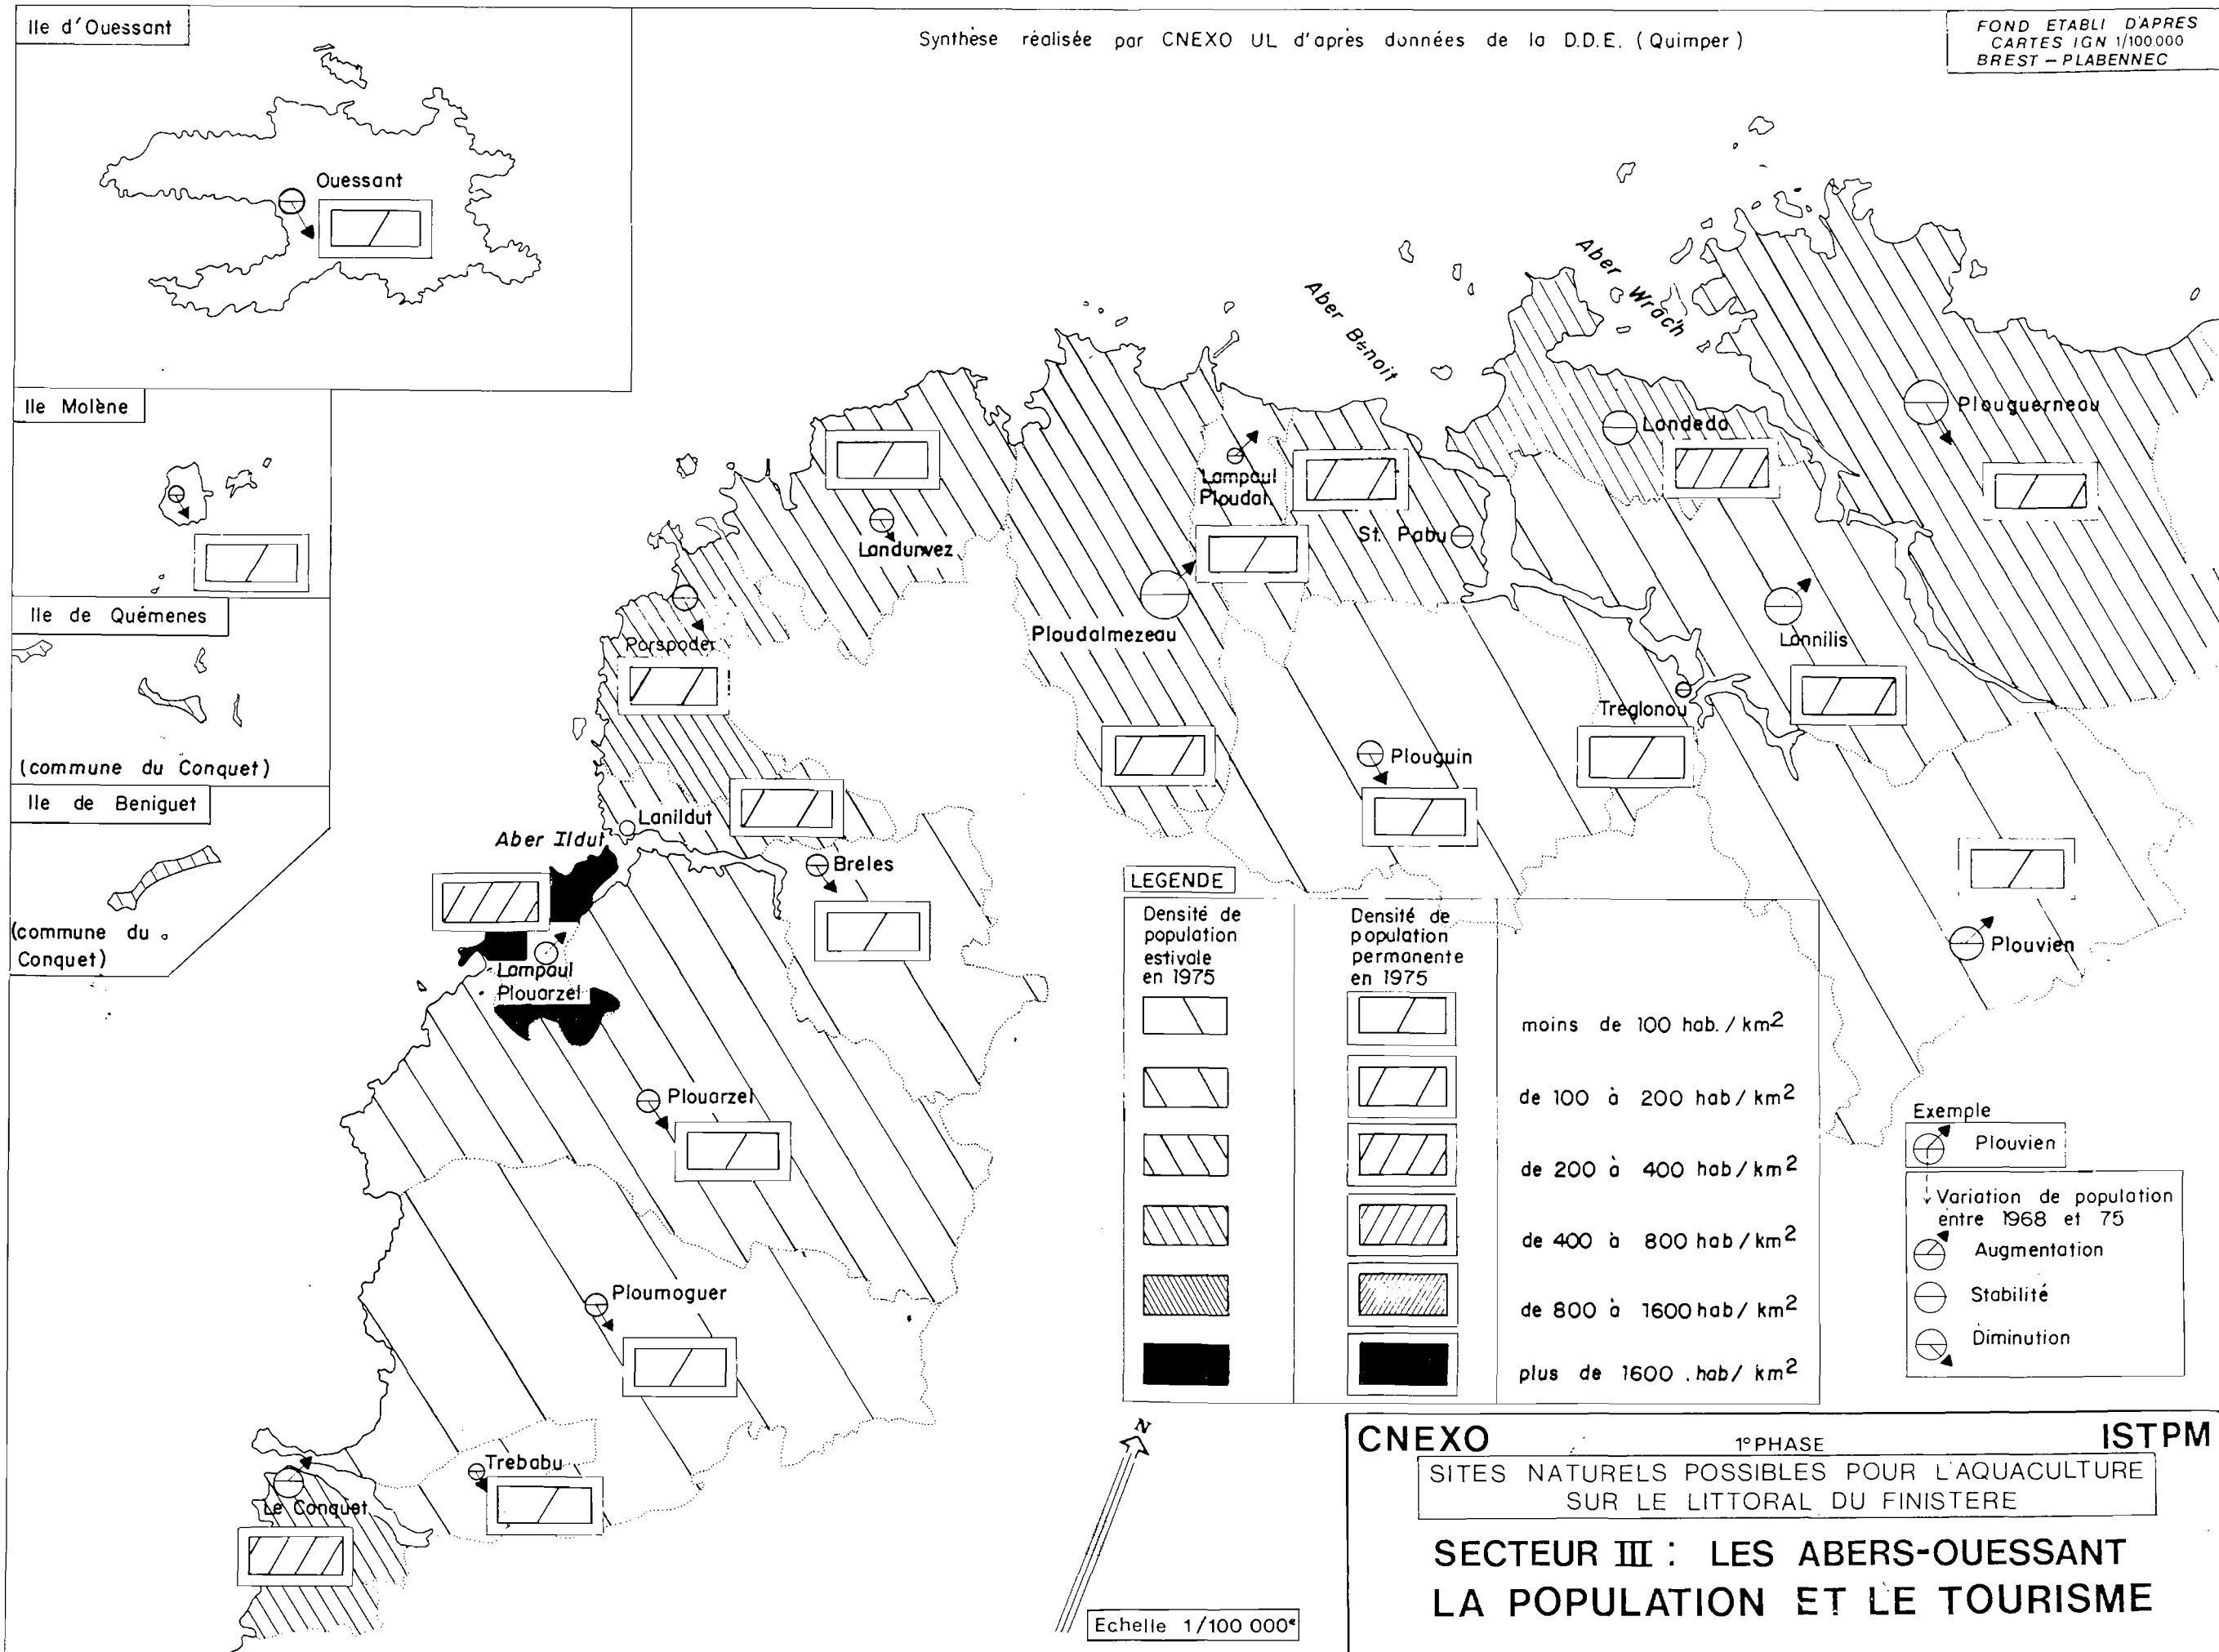 Ile d'Ouessant
Synthèse réalisée par CNEXO UL d'après données de la D.D.E. (Quimper)
FOND ETABLI D'APRES
CARTES IGN 1/100.000
BREST - PLABENNEC
Ouessant
Ile Molène
Ile de Quémenes
(commune du Conquet)
Ile de Beniguet
(commune du
Conquet)
Aber Benoit
Aber Wrac'h
Plouguerneau
Landeda
Lampaul
Ploudal.
St. Pabu
Landunvez
Ploudalmezeau
Porspoder
Lannilis
Treglonou
Plouguin
Lanildut
Aber Ildut
Breles
Plouvien
Lampaul
Plouarzel
Plouarzel
Ploumoguer
Trebabu
Le Conquet
LEGENDE
Densité de
population
estivale
en 1975
Densité de
population
permanente
en 1975
moins de 100 hab./km²
de 100 à 200 hab/km²
de 200 à 400 hab/km²
de 400 à 800 hab/km²
de 800 à 1600 hab/km²
plus de 1600 .hab/km²
Exemple
Plouvien
Variation de population
entre 1968 et 75
Augmentation
Stabilité
Diminution
N
Echelle 1/100 000e
CNEXO 1° PHASE ISTPM
SITES NATURELS POSSIBLES POUR L'AQUACULTURE
SUR LE LITTORAL DU FINISTERE
SECTEUR III : LES ABERS-OUESSANT
LA POPULATION ET LE TOURISME